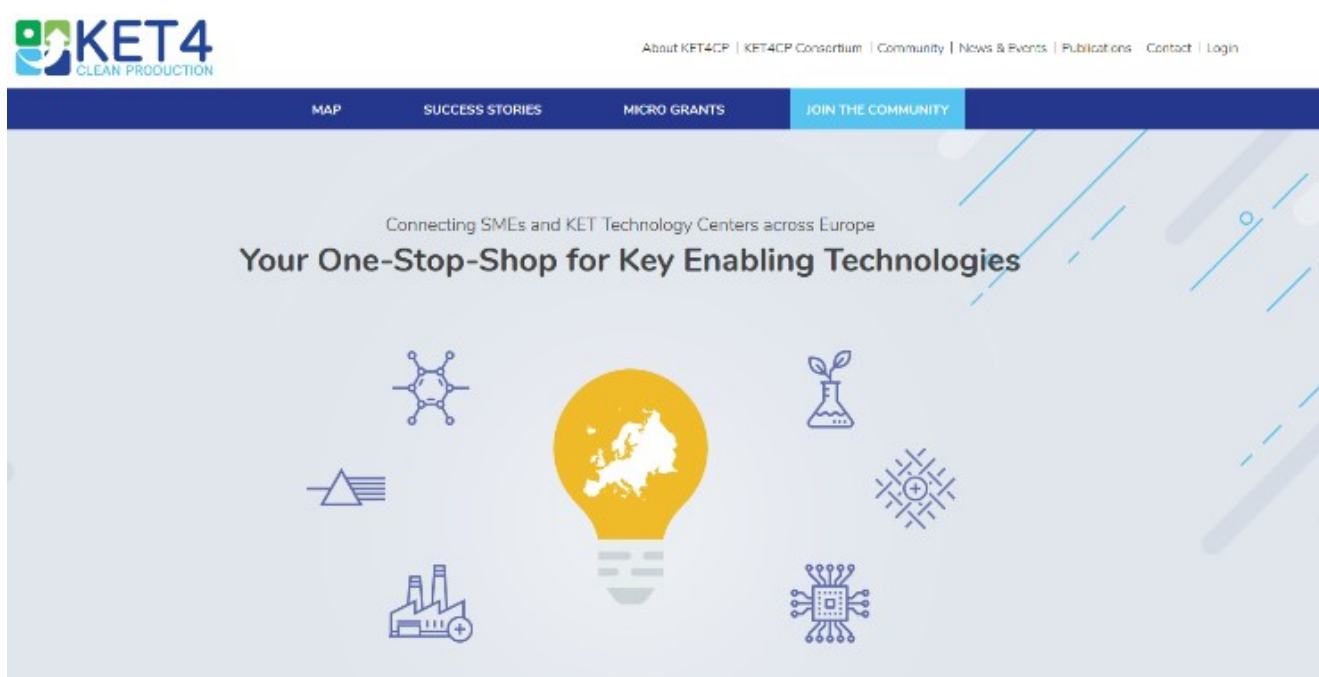 KET4
CLEAN PRODUCTION
About KET4CP | KET4CP Consortium | Community | News & Events | Publications Contact | Login
MAP SUCCESS STORIES MICRO GRANTS JOIN THE COMMUNITY
Connecting SMEs and KET Technology Centers across Europe
Your One-Stop-Shop for Key Enabling Technologies